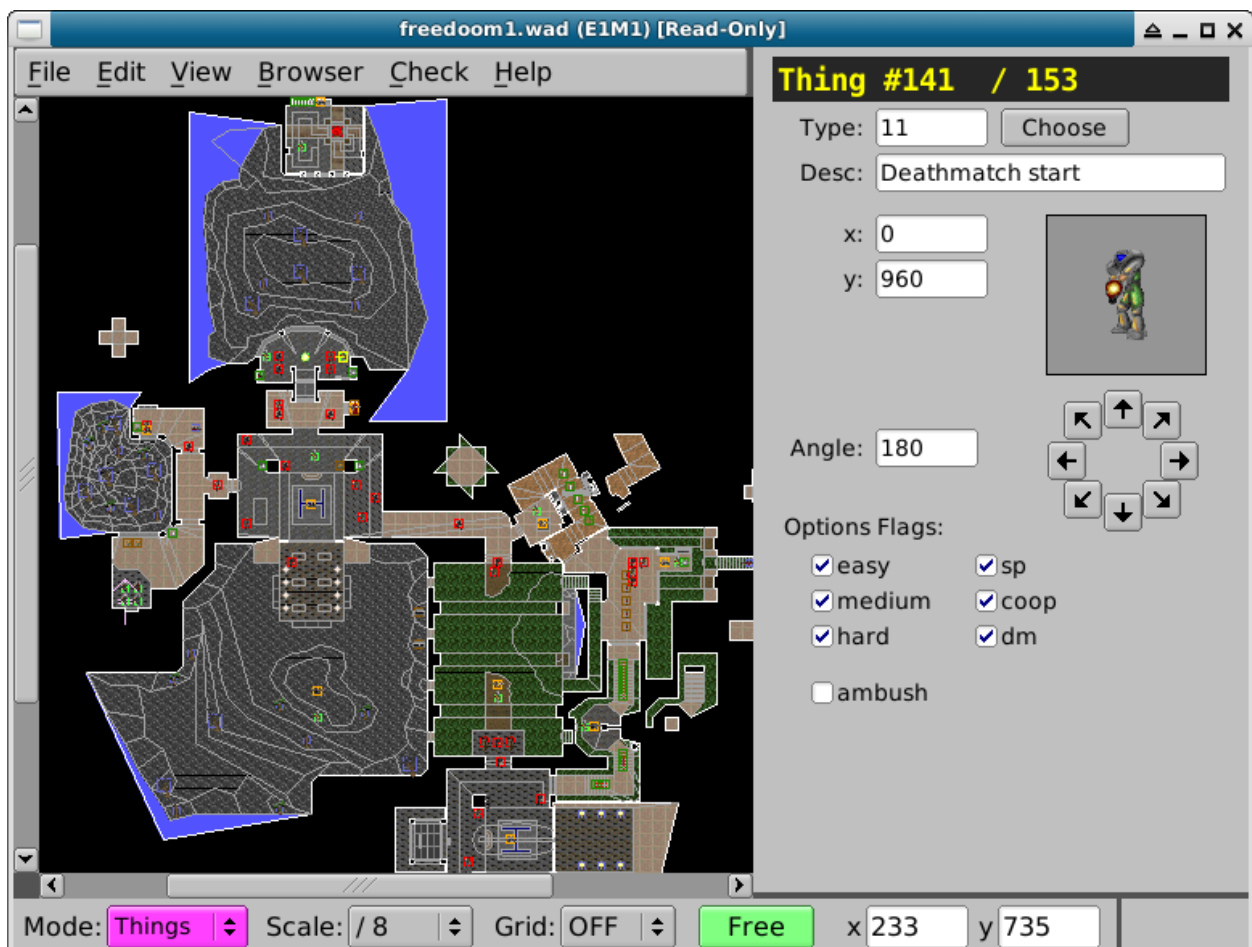 freedoom1.wad (E1M1) [Read-Only]
File Edit View Browser Check Help
Thing #141 / 153
Type: 11 Choose
Desc: Deathmatch start
x: 0
y: 960
Angle: 180
Options Flags:
easy sp
medium coop
hard dm
ambush
Mode: Things Scale: / 8 Grid: OFF Free x 233 y 735